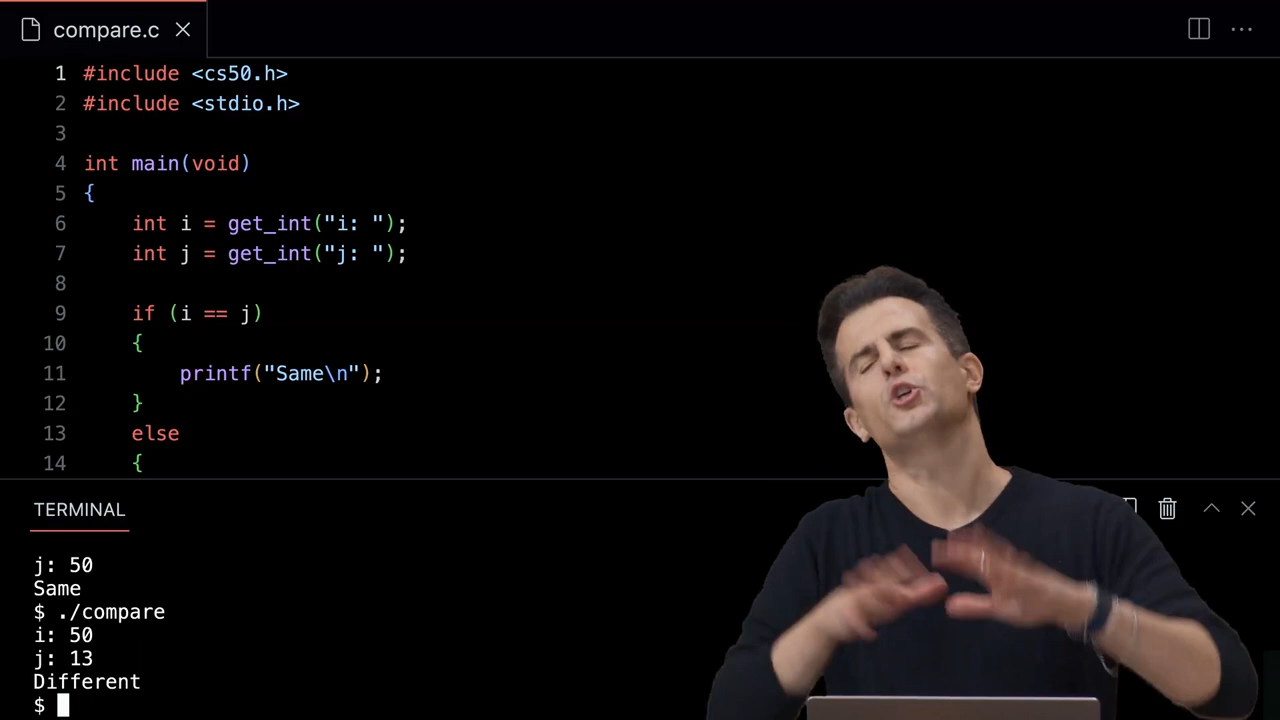 compare.c
1 #include <cs50.h>
2 #include <stdio.h>
3
4 int main(void)
5 {
6     int i = get_int("i: ");
7     int j = get_int("j: ");
8
9     if (i == j)
10     {
11         printf("Same\n");
12     }
13     else
14     {
TERMINAL
j: 50
Same
$ ./compare
i: 50
j: 13
Different
$